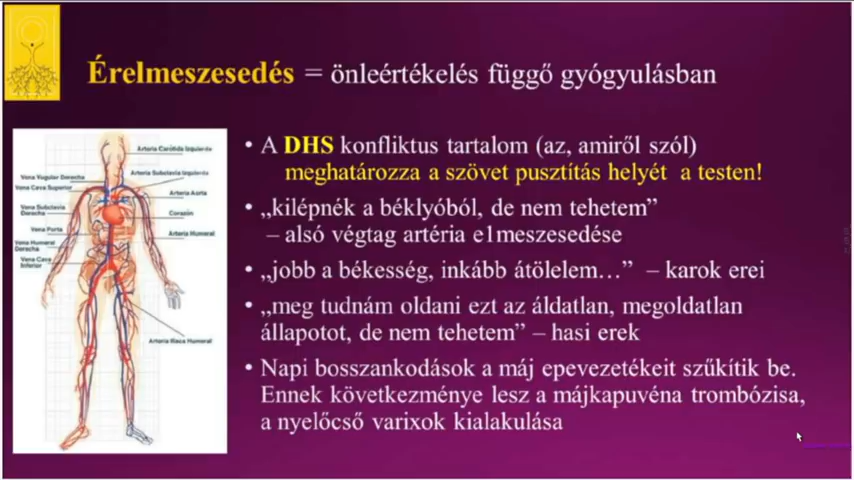 Érelmeszesedés = önleértékelés függő gyógyulásban
• A DHS konfliktus tartalom (az, amiről szól)
meghatározza a szövet pusztítás helyét a testen!
• „kilépnék a béklyóból, de nem tehetem”
– alsó végtag artéria e1meszesedése
• „jobb a békesség, inkább átölelem…” – karok erei
• „meg tudnám oldani ezt az áldatlan, megoldatlan
állapotot, de nem tehetem” – hasi erek
• Napi bosszankodások a máj epevezetékeit szűkítik be.
Ennek következménye lesz a májkapuvéna trombózisa,
a nyelőcső varixok kialakulása
Arteria Carótida Izquierda
Arteria Subclavia Izquierda
Arteria Aorta
Corazón
Arteria Humeral
Arteria Iliaca Humeral
Vena Yugular Derecha
Vena Cava Superior
Vena Subclavia
Derecha
Vena Porta
Vena Humeral
Derecha
Vena Cava
Inferior